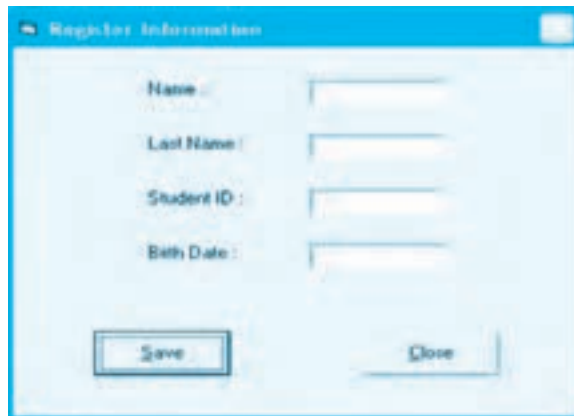 Register Information
Name :
Last Name :
Student ID :
Birth Date :
Save
Close